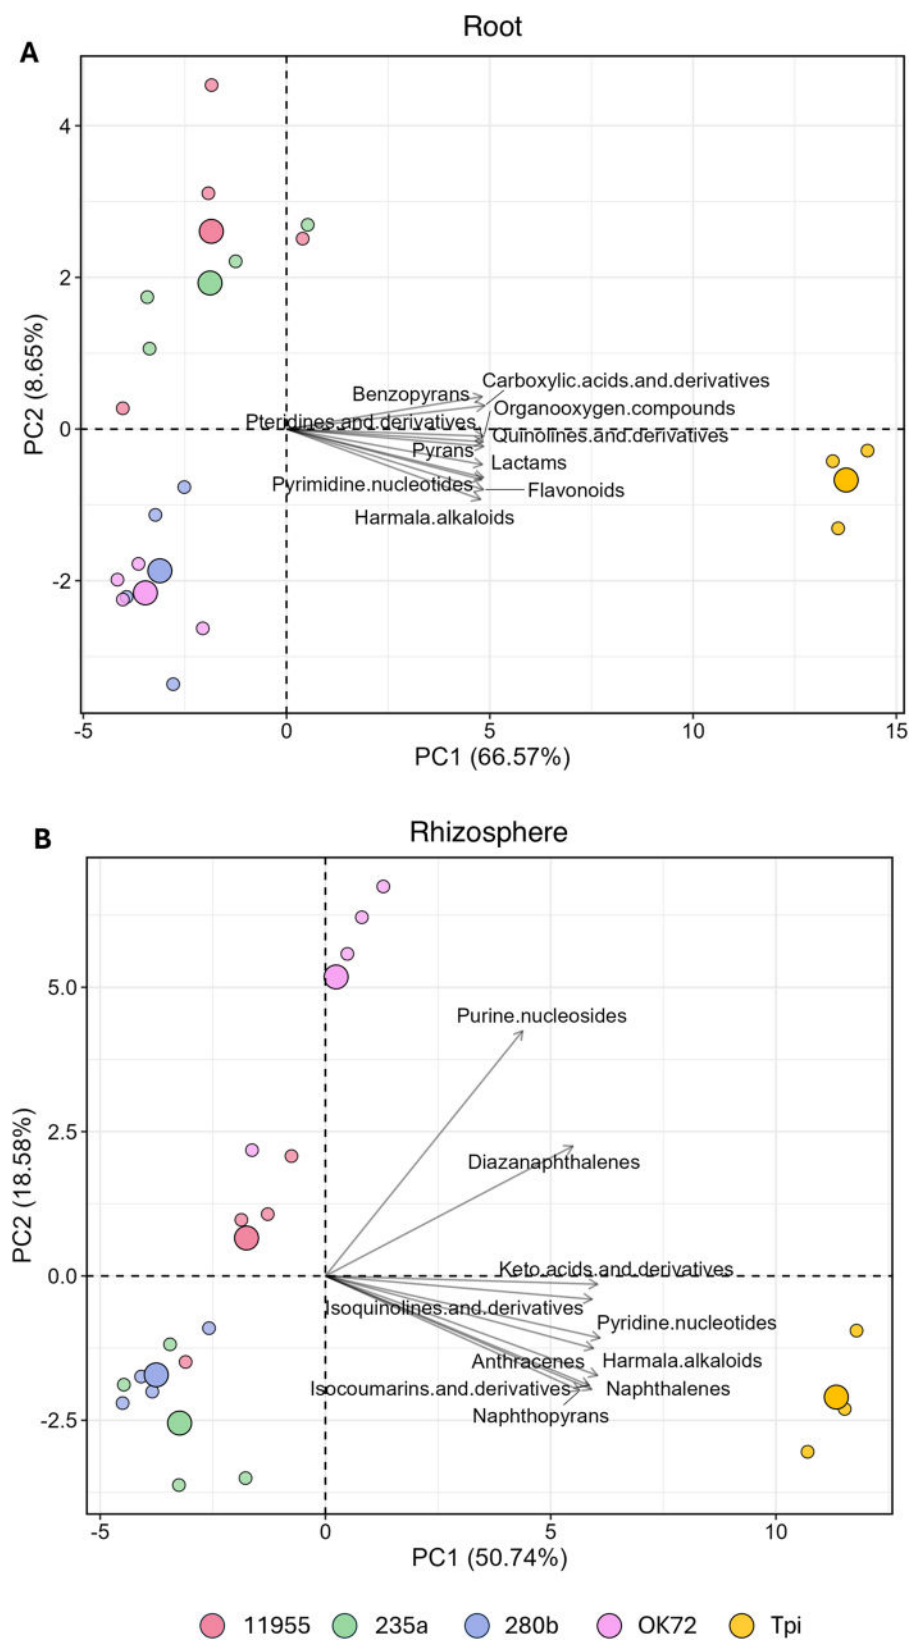 Root
A
4
2
0
-2
PC2 (8.65%)
Benzopyrans
Carboxylic.acids.and.derivatives
Organooxygen.compounds
Pteridines.and.derivatives
Quinolines.and.derivatives
Pyrans
Lactams
Pyrimidine.nucleotides
Flavonoids
Harmala.alkaloids
-5 0 5 10 15
PC1 (66.57%)
Rhizosphere
B
5.0
2.5
0.0
-2.5
PC2 (18.58%)
Purine.nucleosides
Diazanaphthalenes
Keto.acids.and.derivatives
Isoquinolines.and.derivatives
Pyridine.nucleotides
Anthracenes
Harmala.alkaloids
Isocoumarins.and.derivatives
Naphthalenes
Naphthopyrans
-5 0 5 10
PC1 (50.74%)
11955 235a 280b OK72 Tpi